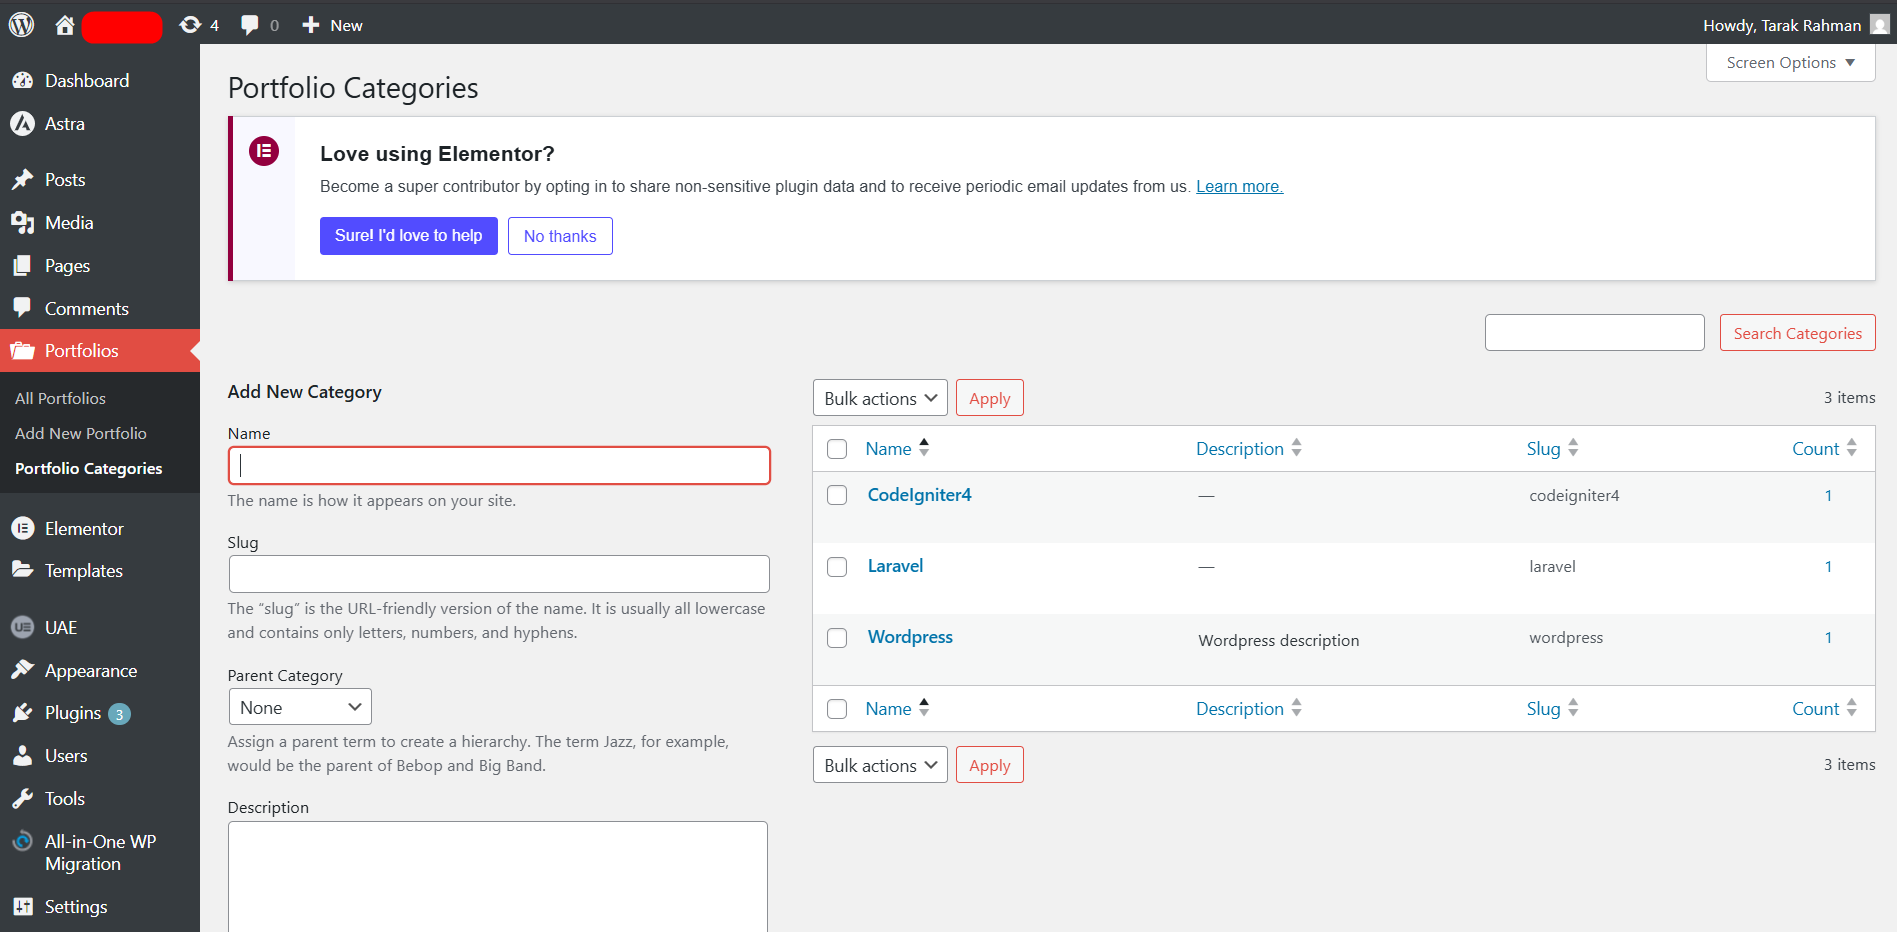 4 0 New
Howdy, Tarak Rahman
Screen Options
Dashboard
Astra
Posts
Media
Pages
Comments
Portfolios
All Portfolios
Add New Portfolio
Portfolio Categories
Elementor
Templates
UAE
Appearance
Plugins 3
Users
Tools
All-in-One WP
Migration
Settings
Portfolio Categories
Love using Elementor?
Become a super contributor by opting in to share non-sensitive plugin data and to receive periodic email updates from us. Learn more.
Sure! I'd love to help No thanks
Search Categories
Add New Category
Name
The name is how it appears on your site.
Slug
The “slug” is the URL-friendly version of the name. It is usually all lowercase
and contains only letters, numbers, and hyphens.
Parent Category
None
Assign a parent term to create a hierarchy. The term Jazz, for example,
would be the parent of Bebop and Big Band.
Description
Bulk actions Apply 3 items
Name Description Slug Count
CodeIgniter4 — codeigniter4 1
Laravel — laravel 1
Wordpress Wordpress description wordpress 1
Name Description Slug Count
Bulk actions Apply 3 items